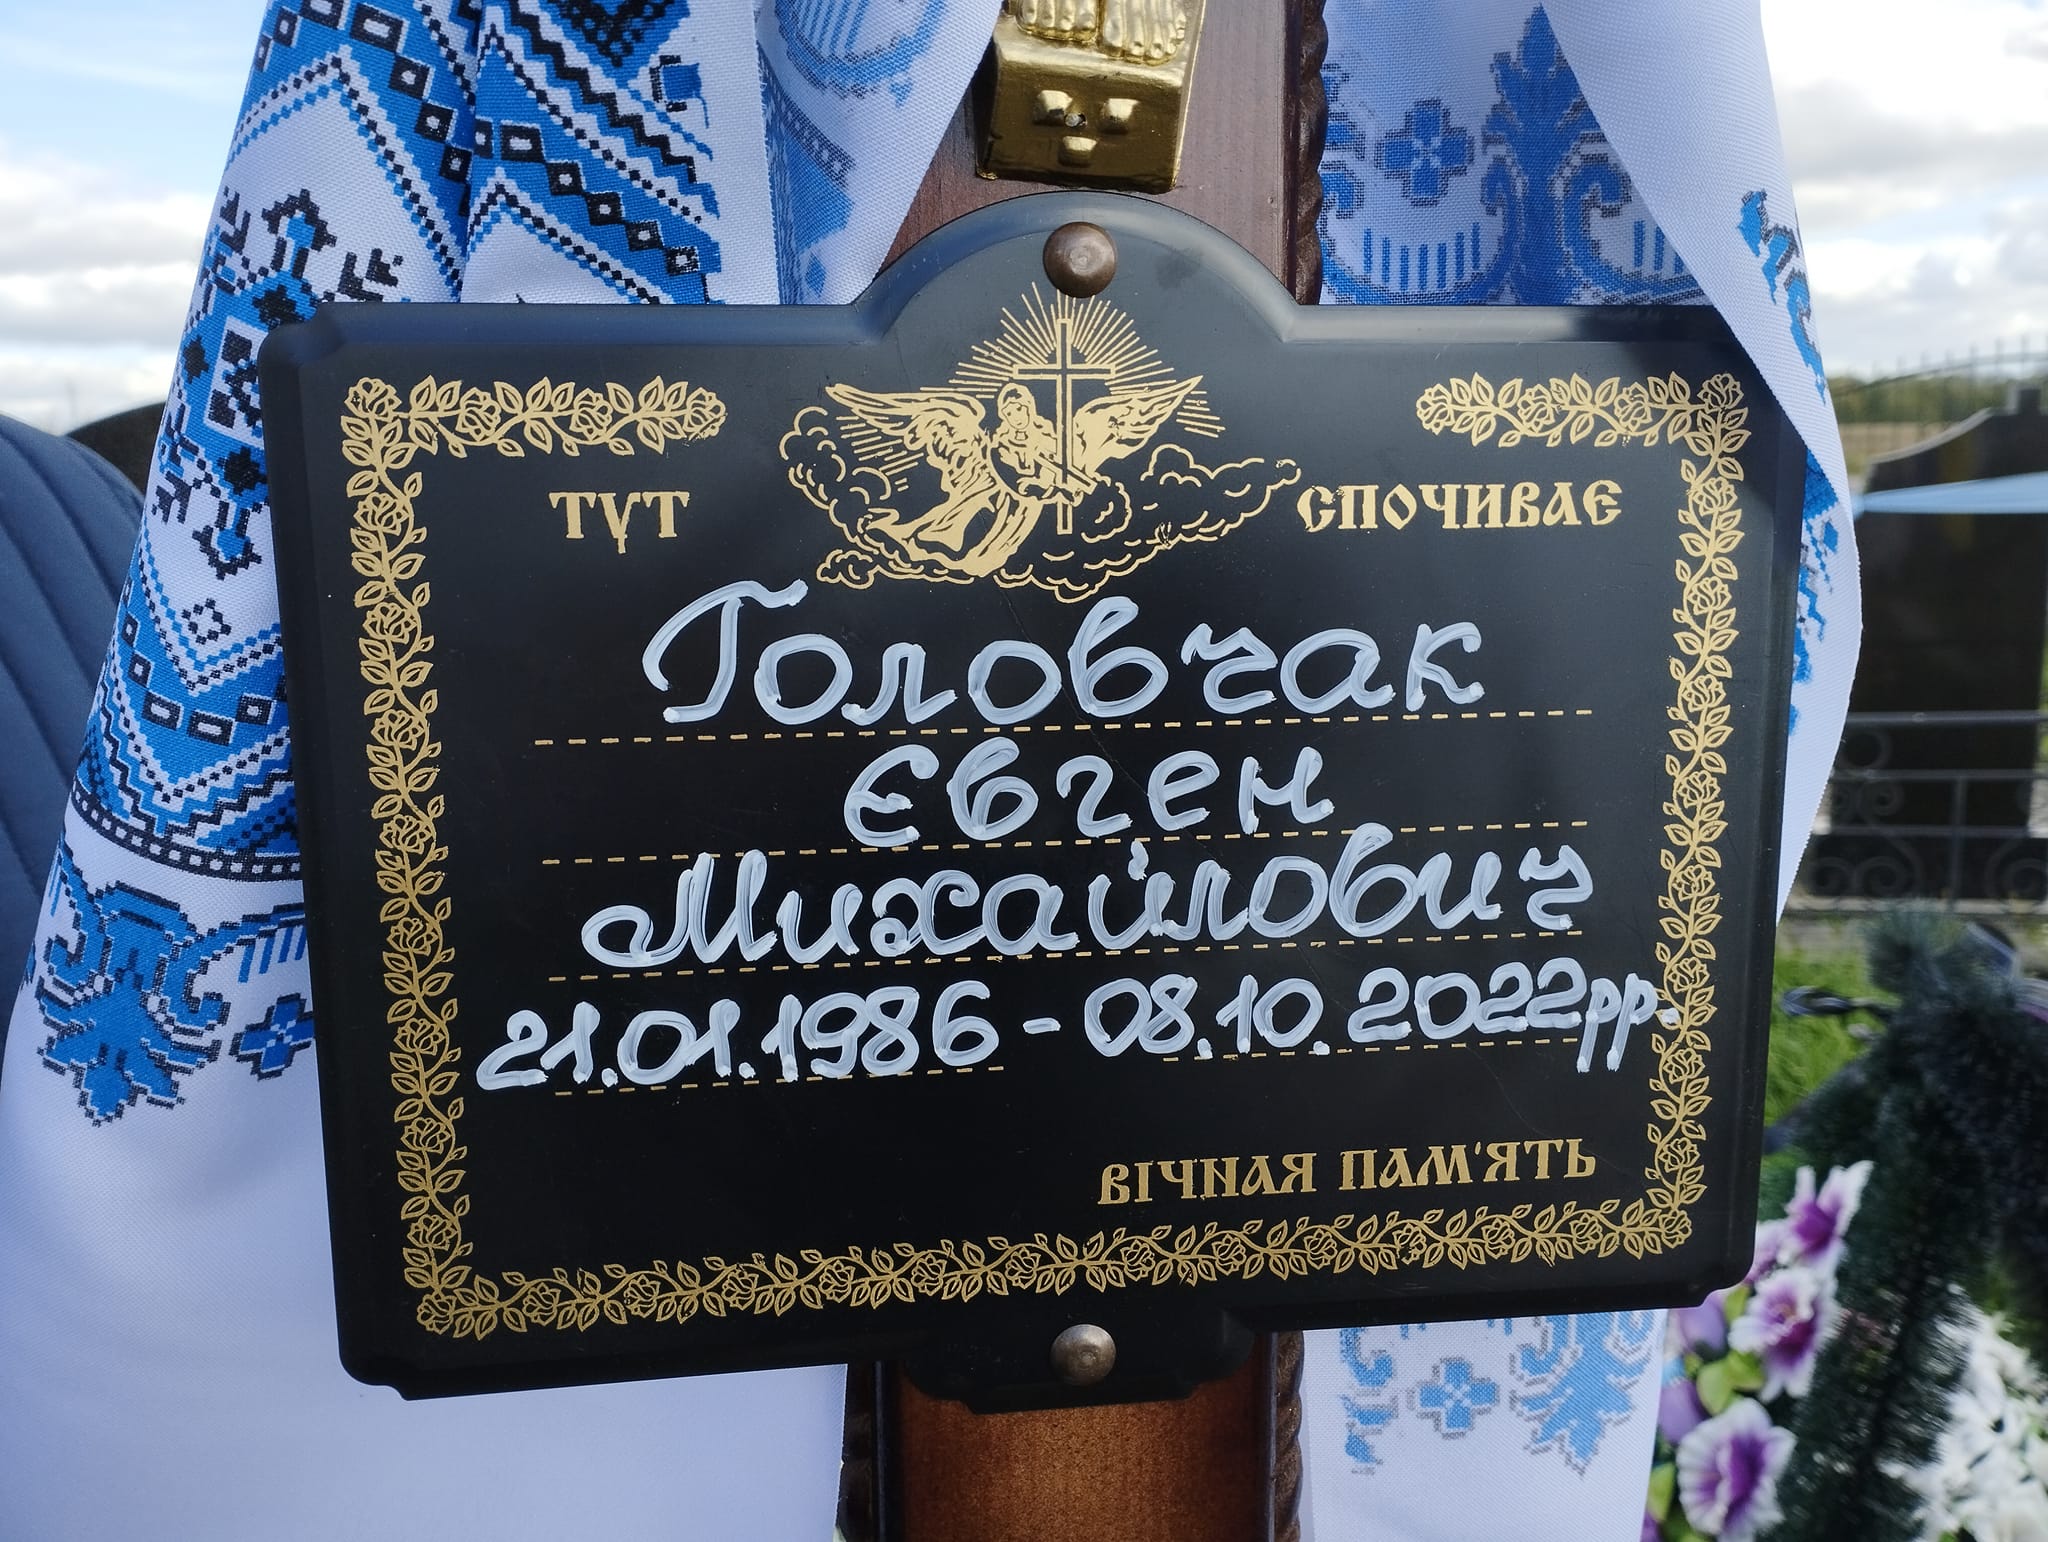 ТУТ СПОЧИВАЄ
Головчак
Євген
Михайлович
21.01.1986 - 08.10.2022рр.
ВІЧНАЯ ПАМ'ЯТЬ